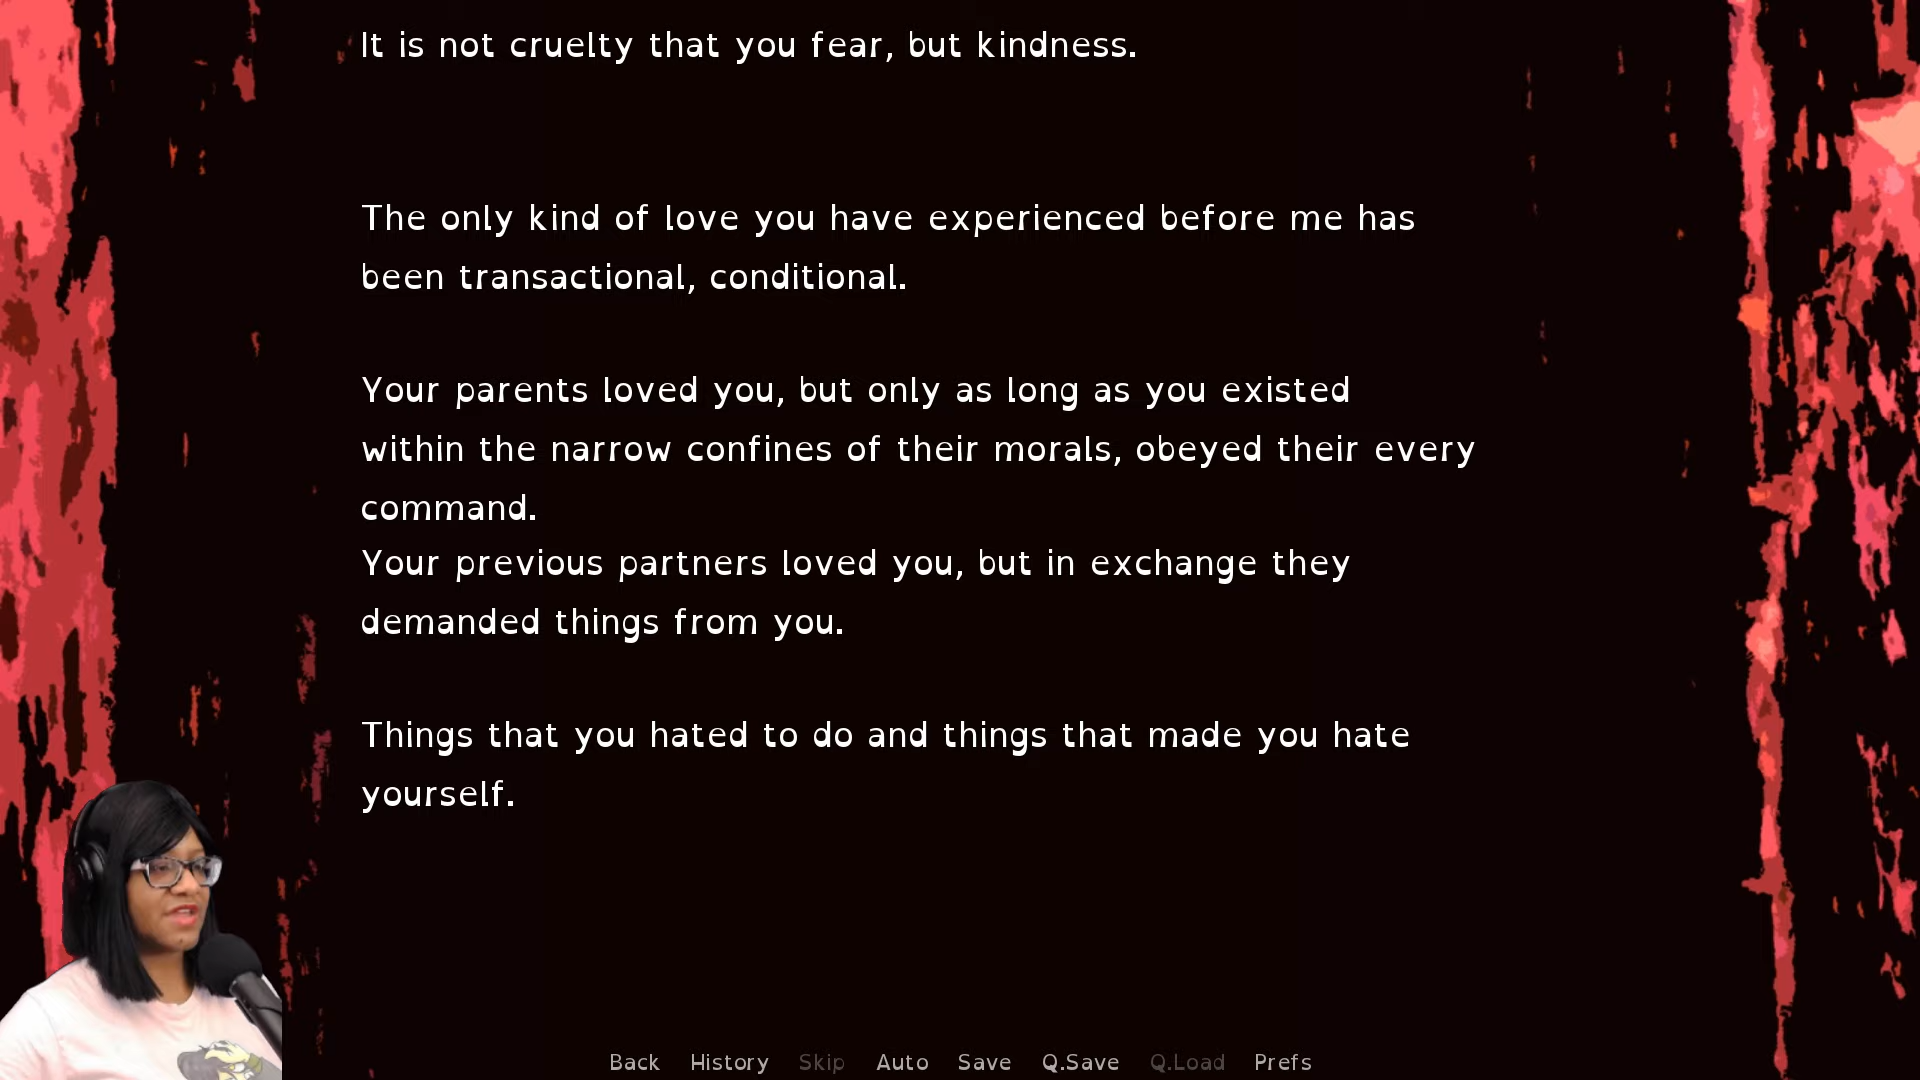 It is not cruelty that you fear, but kindness.
The only kind of love you have experienced before me has
been transactional, conditional.
Your parents loved you, but only as long as you existed
within the narrow confines of their morals, obeyed their every
command.
Your previous partners loved you, but in exchange they
demanded things from you.
Things that you hated to do and things that made you hate
yourself.
Back History Skip Auto Save Q.Save Q.Load Prefs